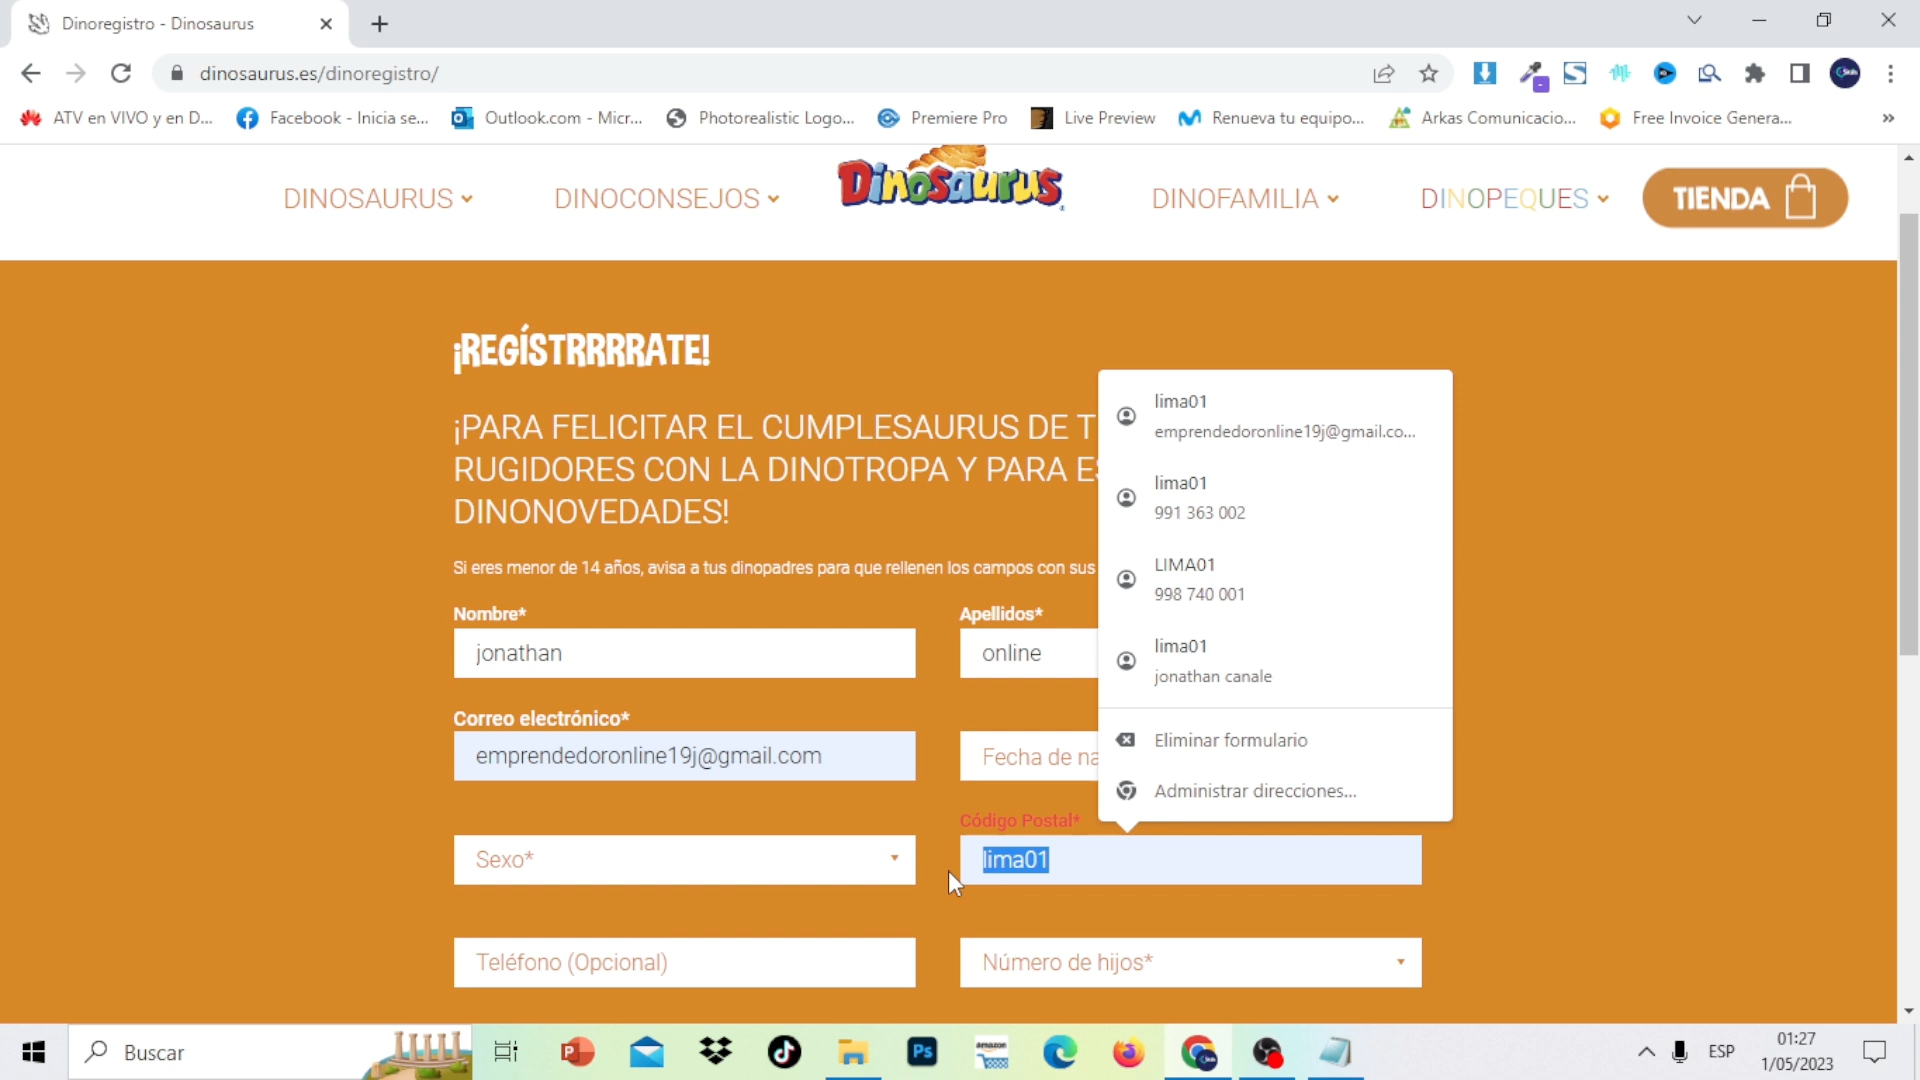 Dinoregistro - Dinosaurus
dinosaurus.es/dinoregistro/
ATV en VIVO y en D...
Facebook - Inicia se...
Outlook.com - Micr...
Photorealistic Logo...
Premiere Pro
Live Preview
Renueva tu equipo...
Arkas Comunicacio...
Free Invoice Genera...
DINOSAURUS
DINOCONSEJOS
Dinosaurus
DINOFAMILIA
DINOPEQUES
TIENDA
¡REGÍSTRRRRATE!
¡PARA FELICITAR EL CUMPLESAURUS DE T
RUGIDORES CON LA DINOTROPA Y PARA ES
DINONOVEDADES!
Si eres menor de 14 años, avisa a tus dinopadres para que rellenen los campos con sus
Nombre*
Apellidos*
jonathan
online
Correo electrónico*
emprendedoronline19j@gmail.com
Fecha de na
Código Postal*
Sexo*
lima01
Teléfono (Opcional)
Número de hijos*
lima01
emprendedoronline19j@gmail.co...
lima01
991 363 002
LIMA01
998 740 001
lima01
jonathan canale
Eliminar formulario
Administrar direcciones...
Buscar
Ps
amazon
ESP
01:27
1/05/2023